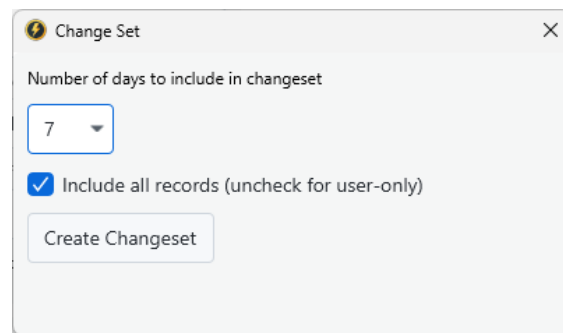 Change Set
Number of days to include in changeset
7
Include all records (uncheck for user-only)
Create Changeset